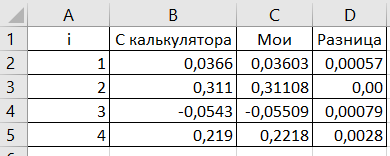 A B C D
1 i С калькулятора Мои Разница
2 1 0,0366 0,03603 0,00057
3 2 0,311 0,31108 0,00
4 3 -0,0543 -0,05509 0,00079
5 4 0,219 0,2218 0,0028